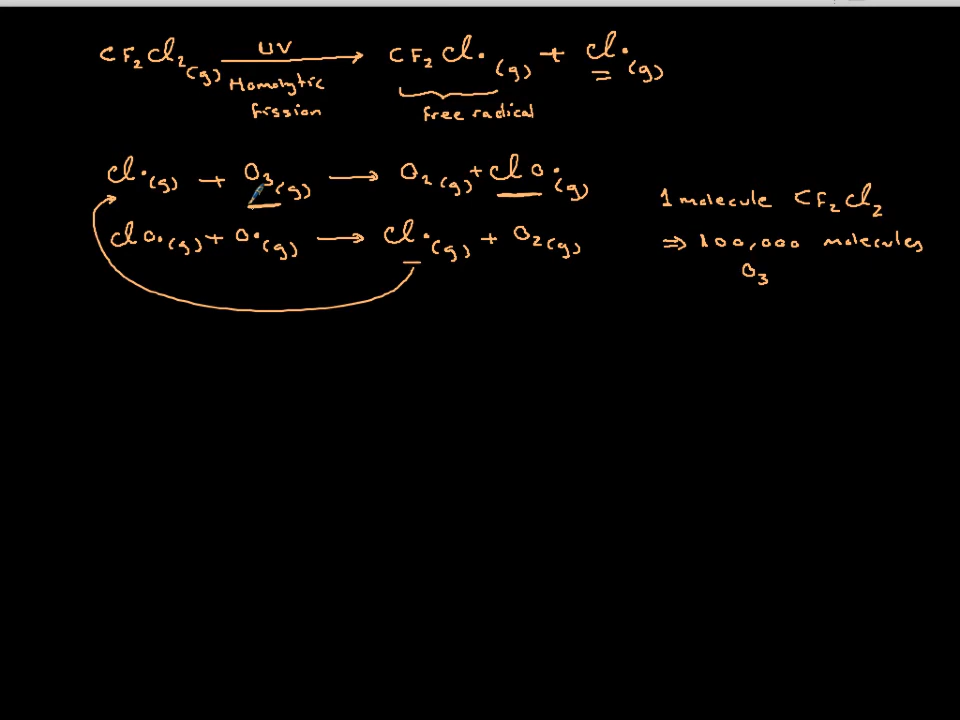 CF₂Cl₂(g) UV → CF₂Cl•(g) + Cl•(g)
Homolytic
fission
free radical
Cl•(g) + O₃(g) → O₂(g) + ClO•(g)
ClO•(g) + O•(g) → Cl•(g) + O₂(g)
1 molecule CF₂Cl₂
⇒ 100,000 molecules
O₃